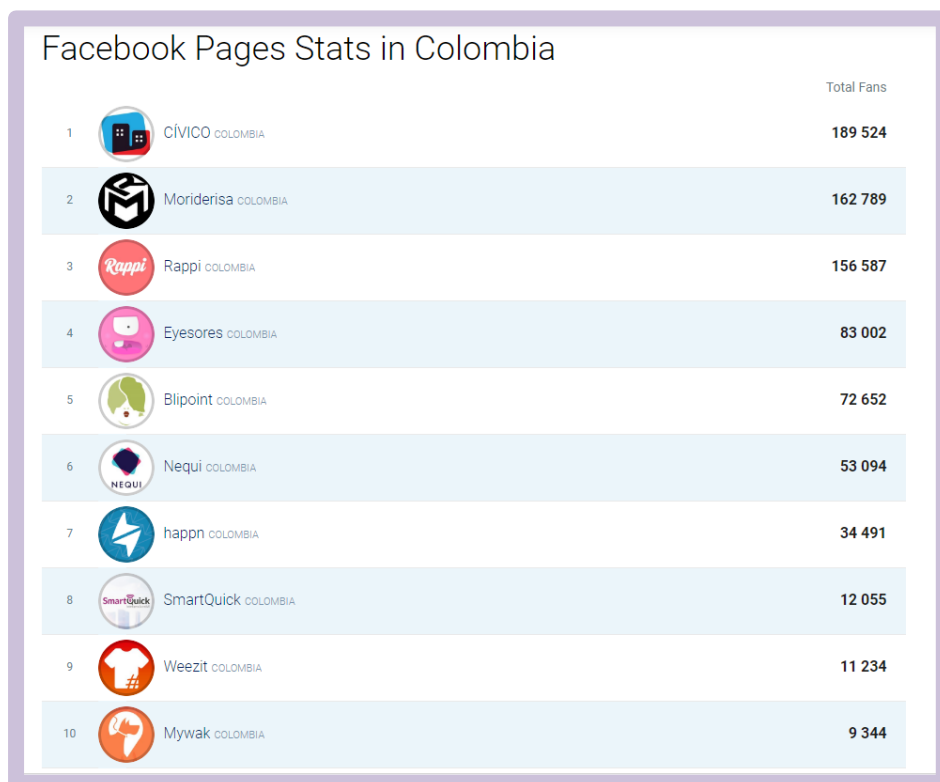 Facebook Pages Stats in Colombia
Total Fans
1 CÍVICO COLOMBIA 189 524
2 Moriderisa COLOMBIA 162 789
3 Rappi Rappi COLOMBIA 156 587
4 Eyesores COLOMBIA 83 002
5 Blipoint COLOMBIA 72 652
6 NEQUI Nequi COLOMBIA 53 094
7 happn COLOMBIA 34 491
8 SmartQuick SmartQuick COLOMBIA 12 055
9 # Weezit COLOMBIA 11 234
10 Mywak COLOMBIA 9 344